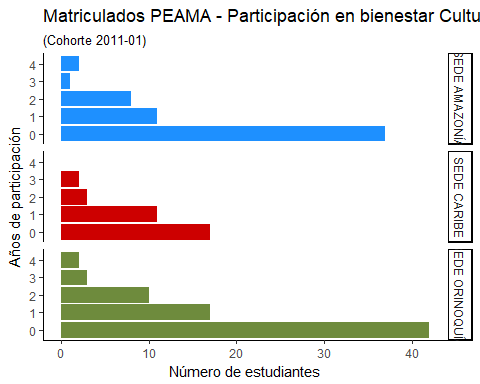 Matriculados PEAMA - Participación en bienestar Cultu
(Cohorte 2011-01)
Años de participación
4
3
2
1
0
SEDE AMAZONÍA
4
3
2
1
0
SEDE CARIBE
4
3
2
1
0
EDE ORINOQUÍ
0 10 20 30 40
Número de estudiantes